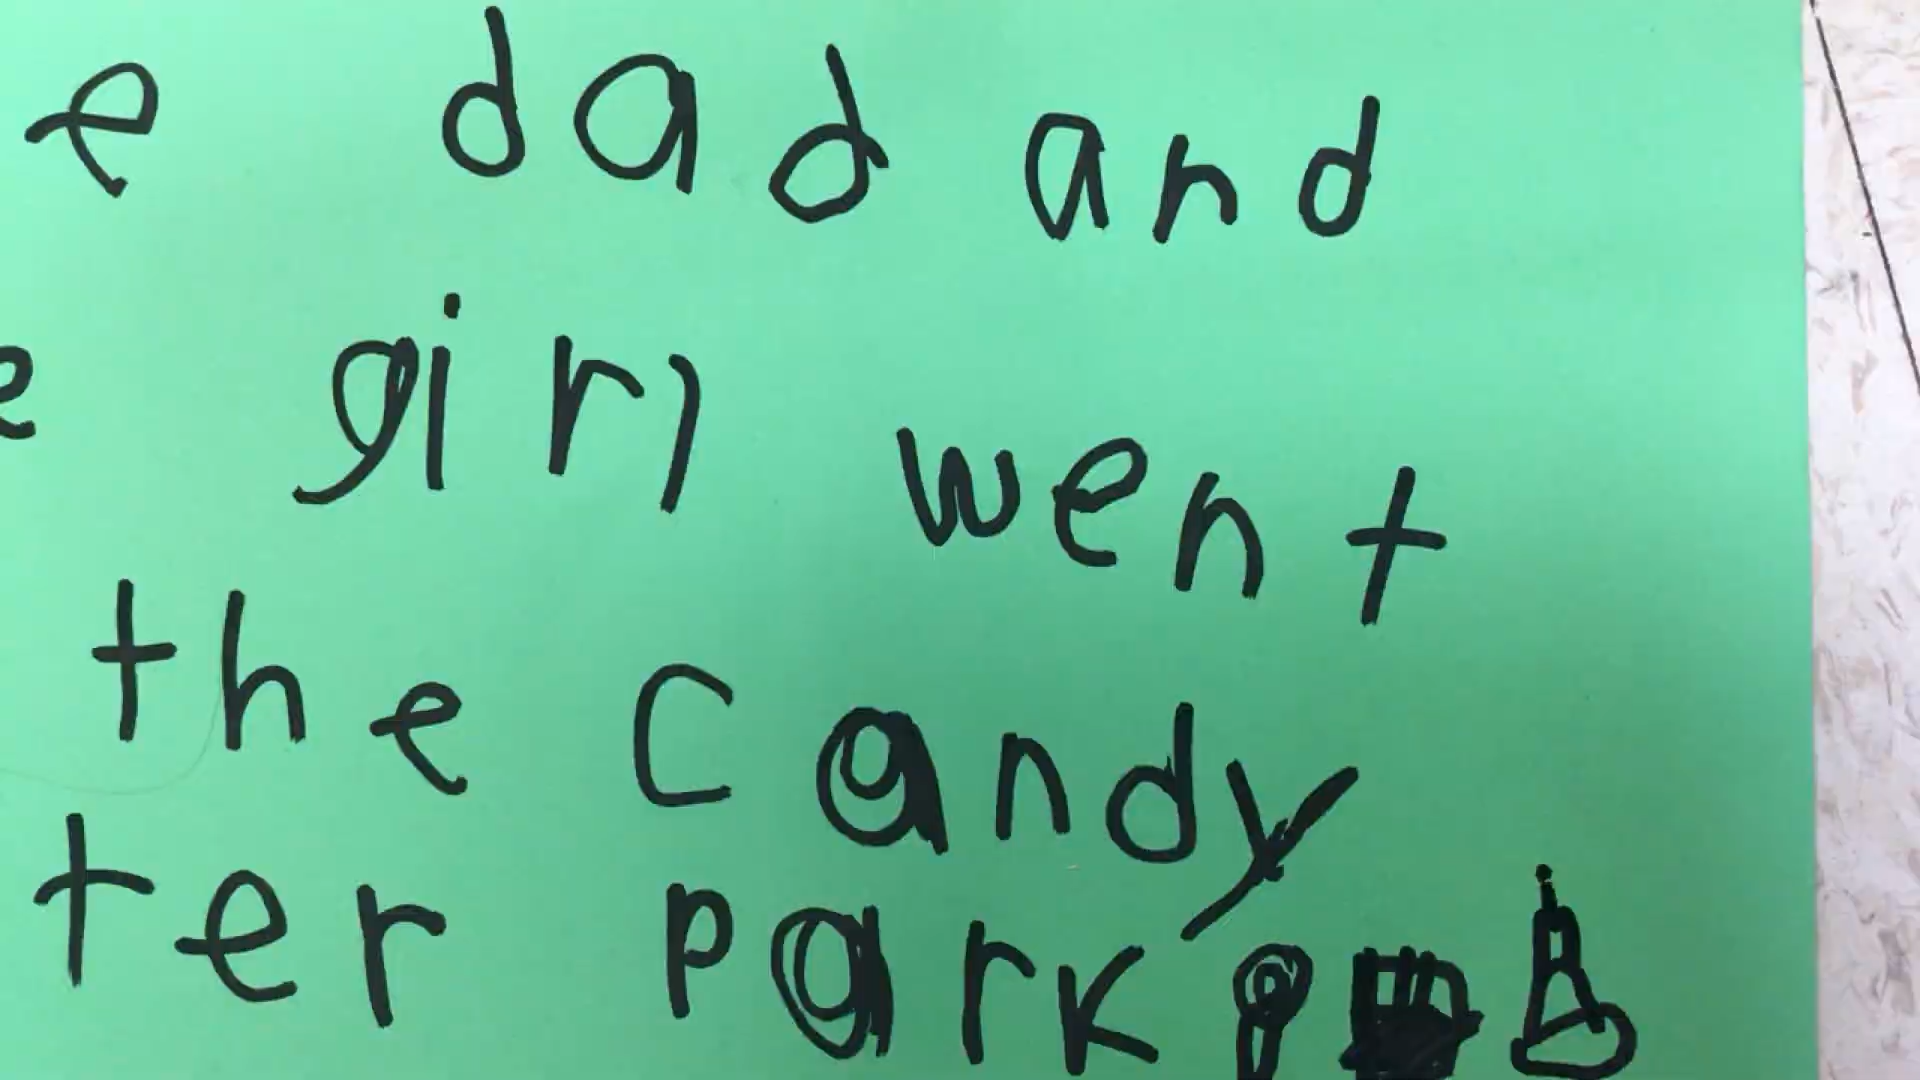 e dad and
e girl went
the candy
ter park